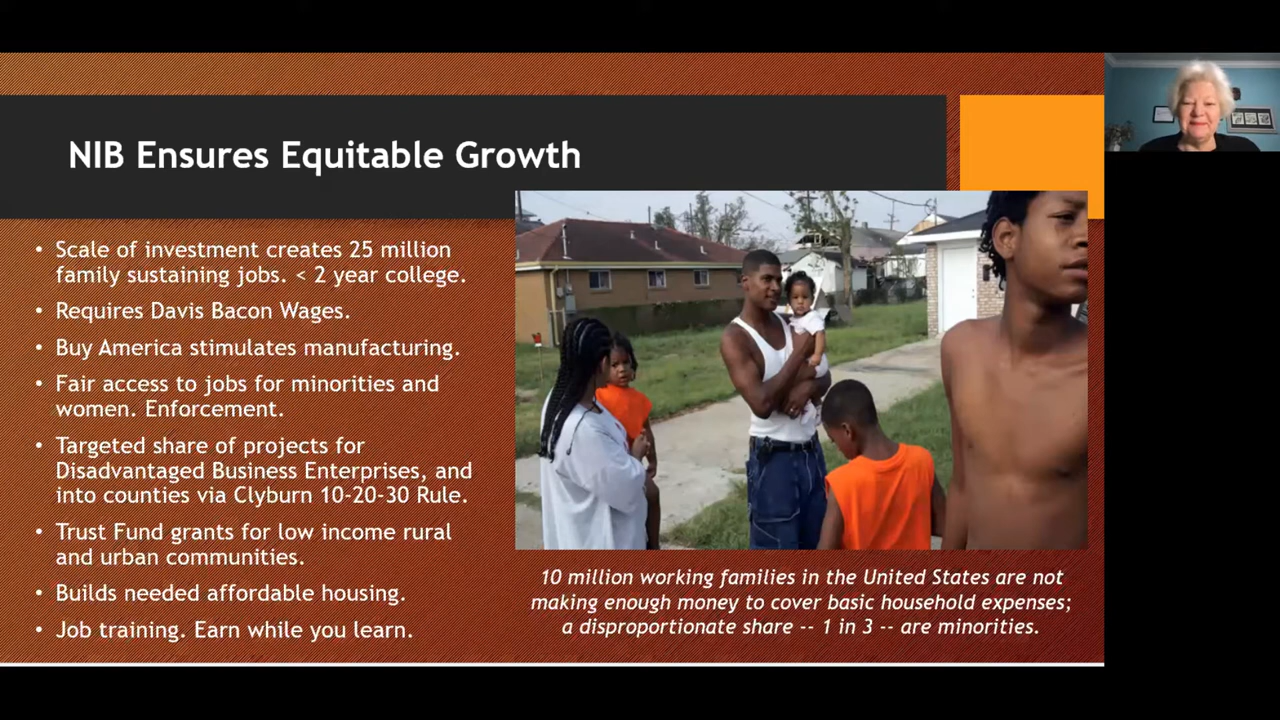 NIB Ensures Equitable Growth
• Scale of investment creates 25 million
family sustaining jobs. < 2 year college.
• Requires Davis Bacon Wages.
• Buy America stimulates manufacturing.
• Fair access to jobs for minorities and
women. Enforcement.
• Targeted share of projects for
Disadvantaged Business Enterprises, and
into counties via Clyburn 10-20-30 Rule.
• Trust Fund grants for low income rural
and urban communities.
• Builds needed affordable housing.
• Job training. Earn while you learn.
10 million working families in the United States are not
making enough money to cover basic household expenses;
a disproportionate share -- 1 in 3 -- are minorities.